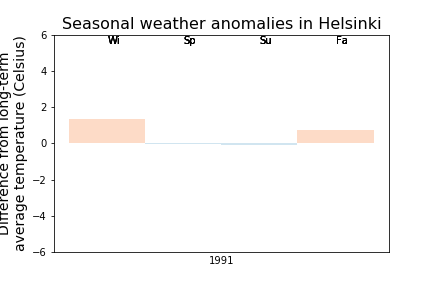 Seasonal weather anomalies in Helsinki
Difference from long-term
average temperature (Celsius)
6
4
2
0
−2
−4
−6
Wi Sp Su Fa
1991